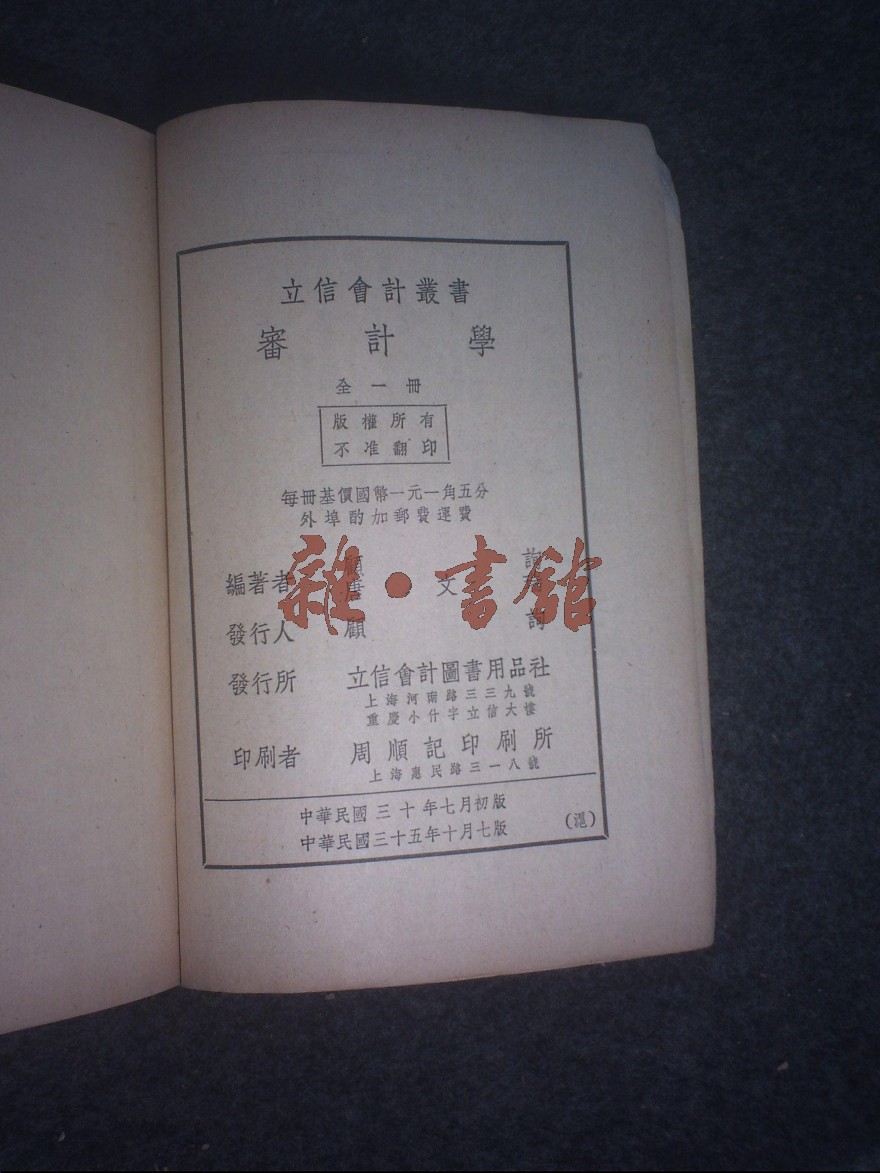 立信會計叢書
審計學
全一冊
版權所有
不准翻印
每冊基價國幣一元一角五分
外埠酌加郵費運費
編著者 顧詢
唐文瑞
發行人 顧詢
發行所 立信會計圖書用品社
上海河南路三三九號
重慶小什字立信大樓
印刷者 周順記印刷所
上海惠民路三一八號
中華民國三十年七月初版
中華民國三十五年十月七版
(滬)
雜·書館